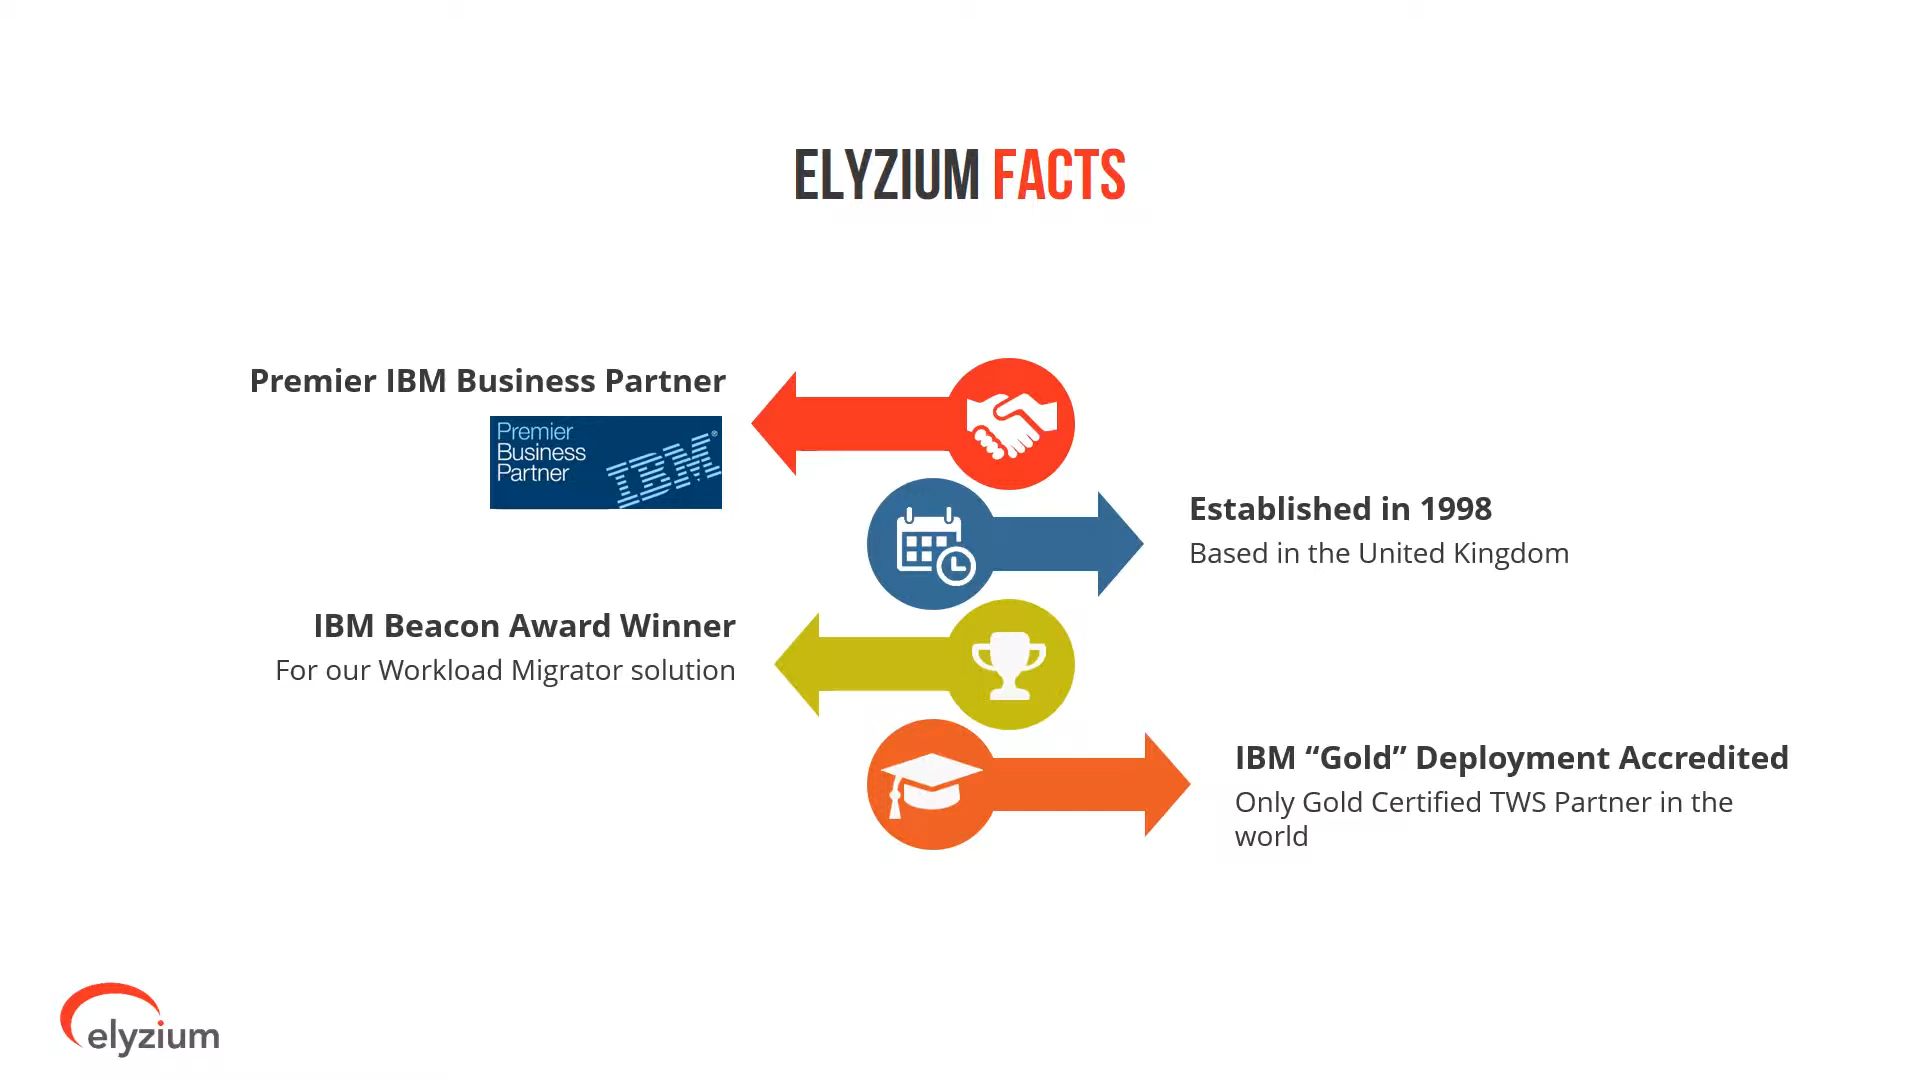 ELYZIUM FACTS
Premier IBM Business Partner
Premier
Business
Partner
IBM®
Established in 1998
Based in the United Kingdom
IBM Beacon Award Winner
For our Workload Migrator solution
IBM “Gold” Deployment Accredited
Only Gold Certified TWS Partner in the
world
elyzium